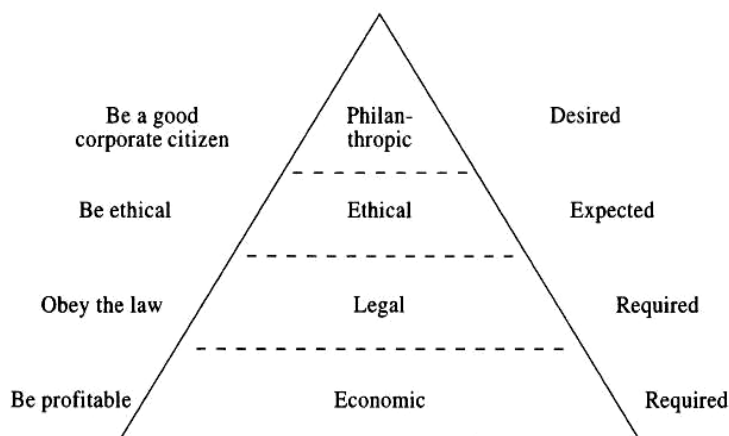 Be a good
corporate citizen
Philan-
thropic
Desired
Be ethical
Ethical
Expected
Obey the law
Legal
Required
Be profitable
Economic
Required